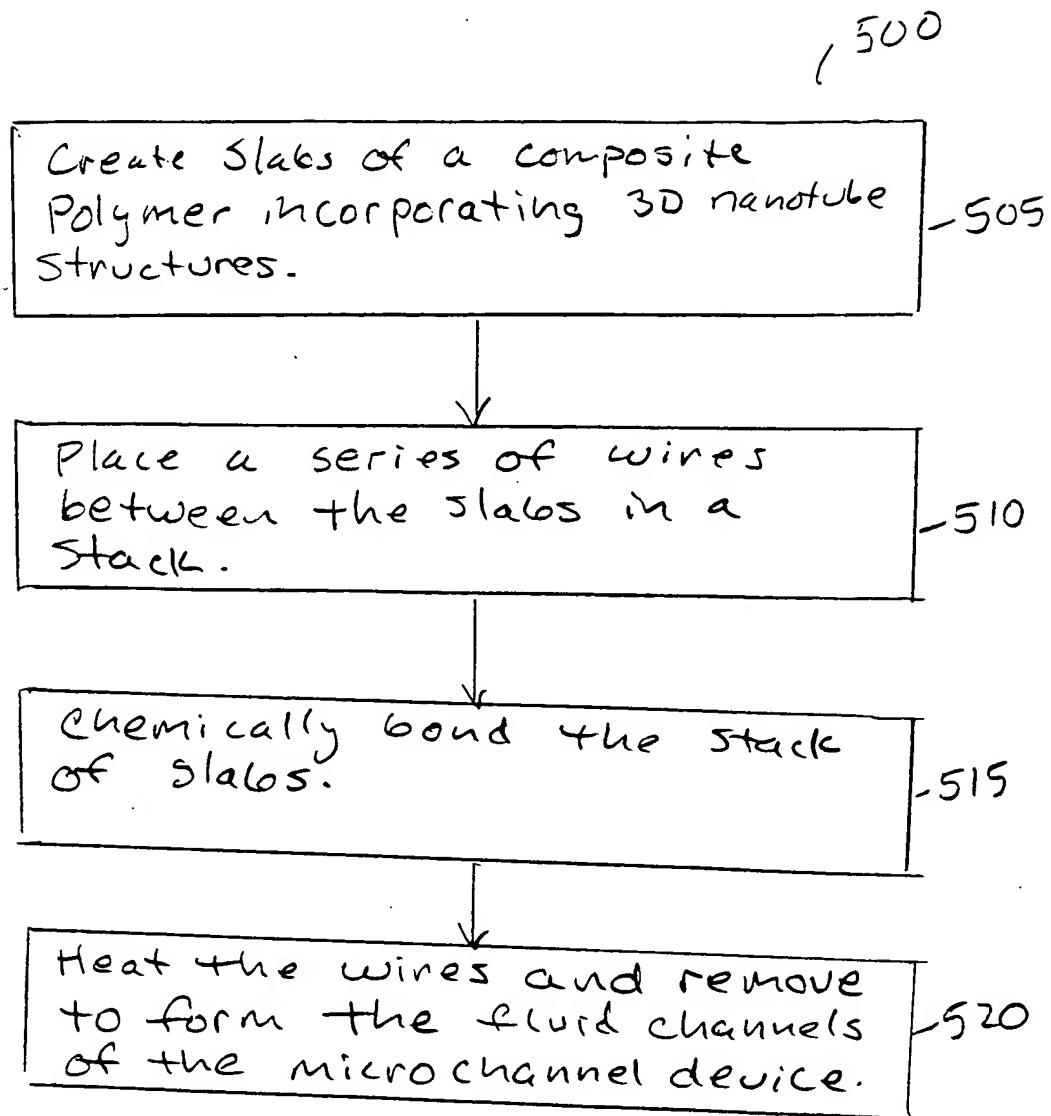 500
Create Slabs of a composite
Polymer incorporating 3D nanotube
Structures.
505
Place a series of wires
between the slabs in a
Stack.
510
Chemically bond the stack
of slabs.
515
Heat the wires and remove
to form the fluid channels
of the microchannel device.
520